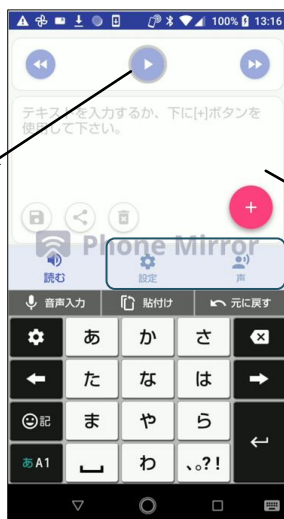 100% 13:16
テキストを入力するか、下に[+]ボタンを
使用して下さい。
+
Phone Mirror
読む 設定 声
音声入力 貼付け 元に戻す
あ か さ
た な は
☺記 ま や ら
あA1 わ 、。?!